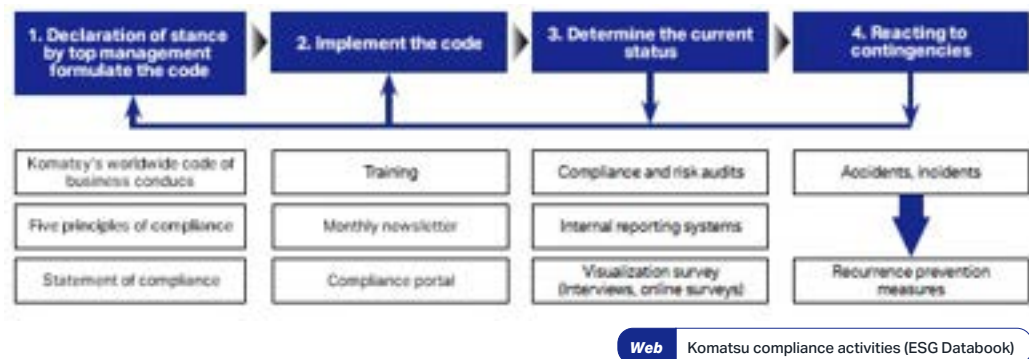 1. Declaration of stance
by top management
formulate the code
2. Implement the code
3. Determine the current
status
4. Reacting to
contingencies
Komatsy's worldwide code of
business conducs
Five principles of compliance
Statement of compliance
Training
Monthly newsletter
Compliance portal
Compliance and risk audits
Internal reporting systems
Visualization survey
(Interviews, online surveys)
Accidents, incidents
Recurrence prevention
measures
Web Komatsu compliance activities (ESG Databook)